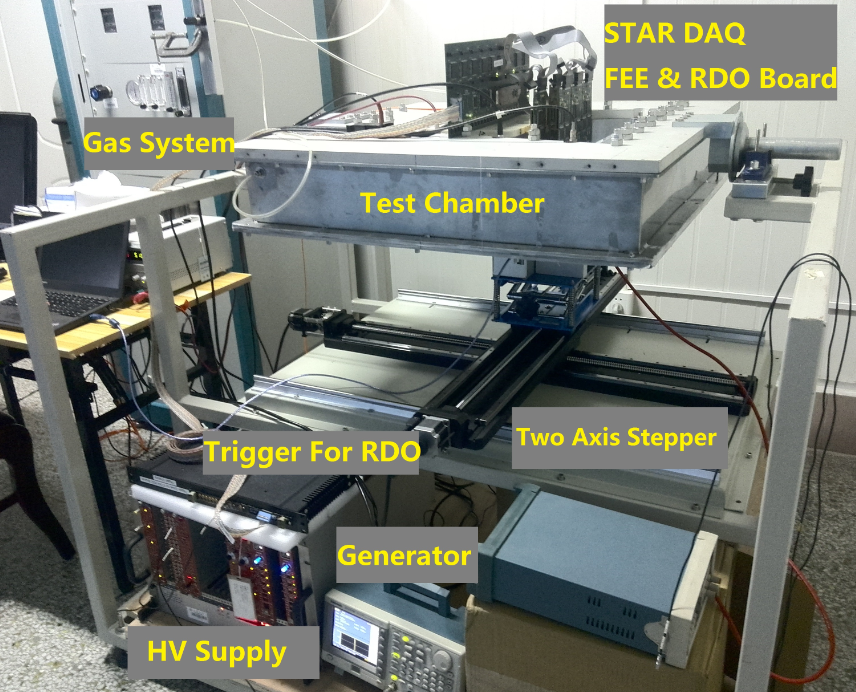 STAR DAQ
FEE & RDO Board
Gas System
Test Chamber
Trigger For RDO
Two Axis Stepper
Generator
HV Supply